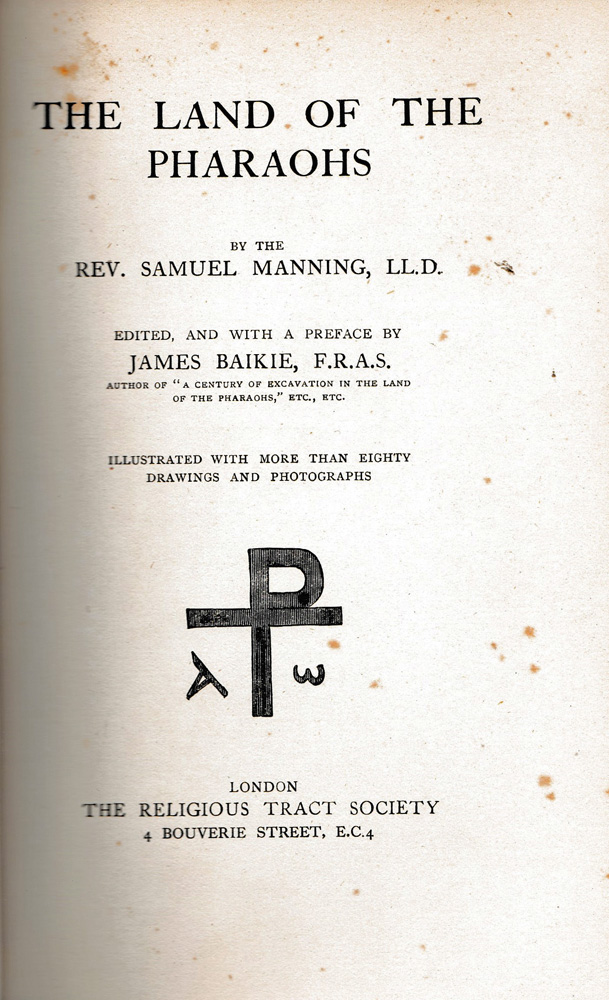 THE LAND OF THE
PHARAOHS
BY THE
REV. SAMUEL MANNING, LL.D.
EDITED, AND WITH A PREFACE BY
JAMES BAIKIE, F.R.A.S.
AUTHOR OF "A CENTURY OF EXCAVATION IN THE LAND
OF THE PHARAOHS," ETC., ETC.
ILLUSTRATED WITH MORE THAN EIGHTY
DRAWINGS AND PHOTOGRAPHS
Α ω
LONDON
THE RELIGIOUS TRACT SOCIETY
4 BOUVERIE STREET, E.C.4